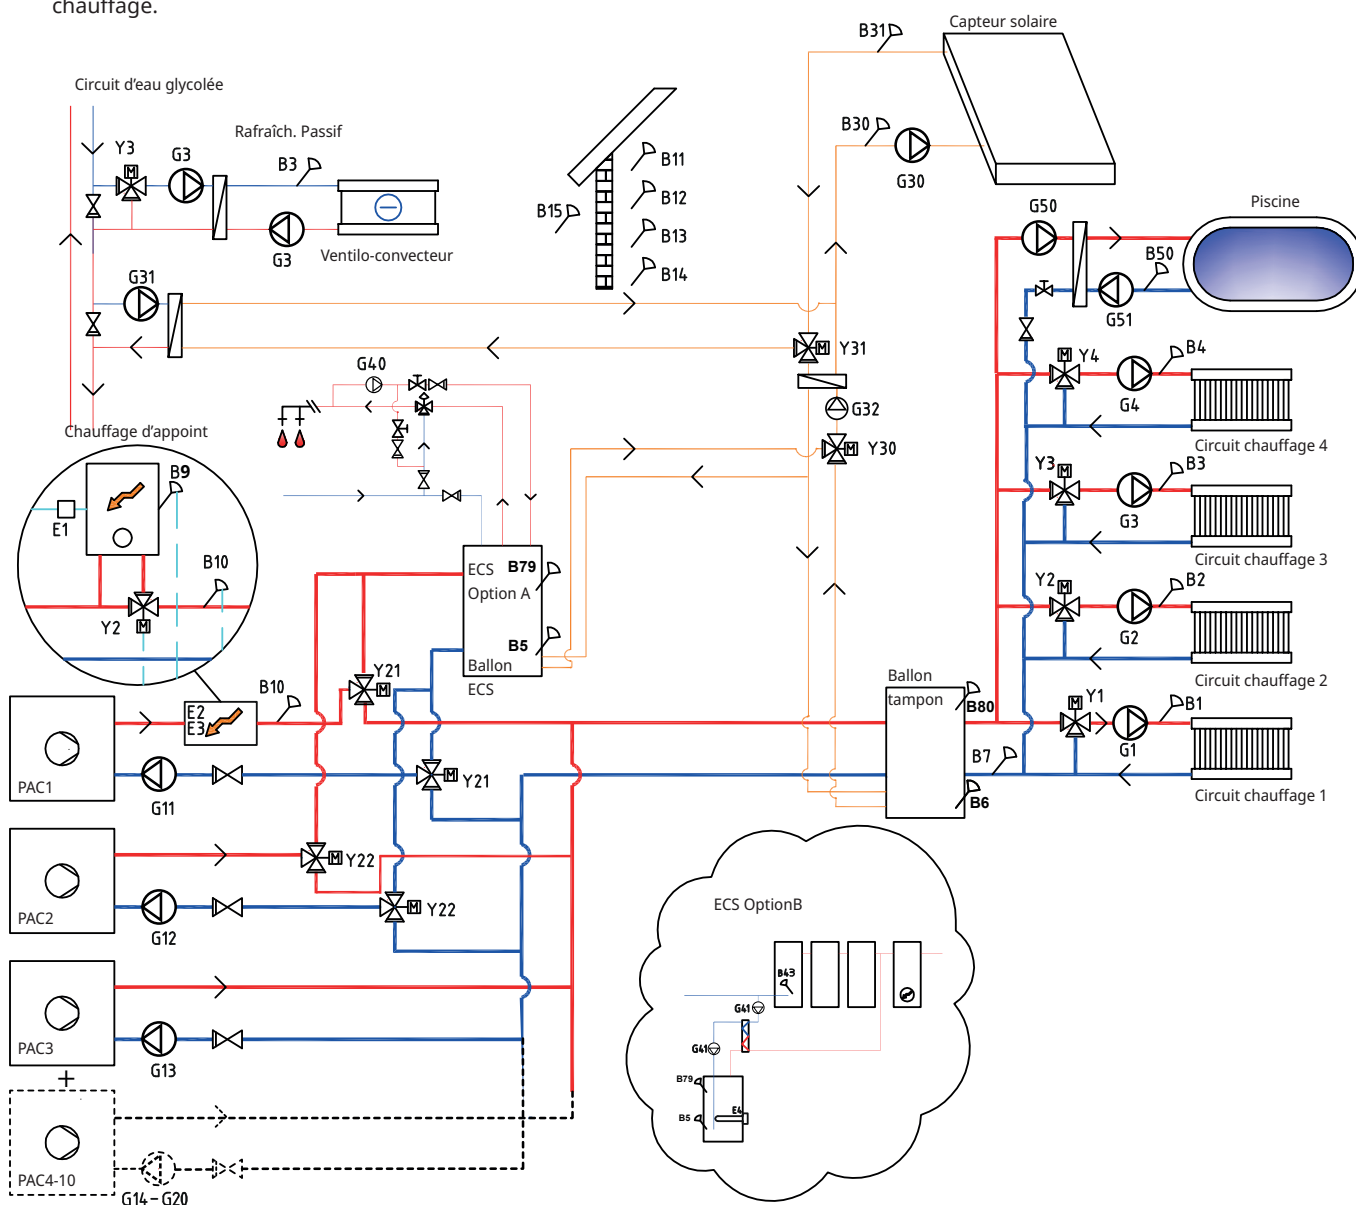 chauffage.
Capteur solaire
B31
Circuit d'eau glycolée
Rafraîch. Passif
Y3
G3
B3
B11
B12
B13
B14
B15
B30
G30
G3
Ventilo-convecteur
G50
Piscine
B50
G51
G31
Y31
G40
G32
Y30
Y4
B4
G4
Circuit chauffage 4
Chauffage d'appoint
B9
E1
B10
Y2
M
Y3
B3
G3
Circuit chauffage 3
ECS
B79
Option A
B5
Ballon
ECS
Y2
B2
G2
Circuit chauffage 2
Y21
B10
E2
E3
PAC1
G11
Y21
Ballon
tampon
B80
B7
B6
Y1
B1
G1
Circuit chauffage 1
PAC2
G12
Y22
Y22
PAC3
G13
+
PAC4-10
G14-G20
ECS OptionB
B43
G41
G41
B79
B5
E4